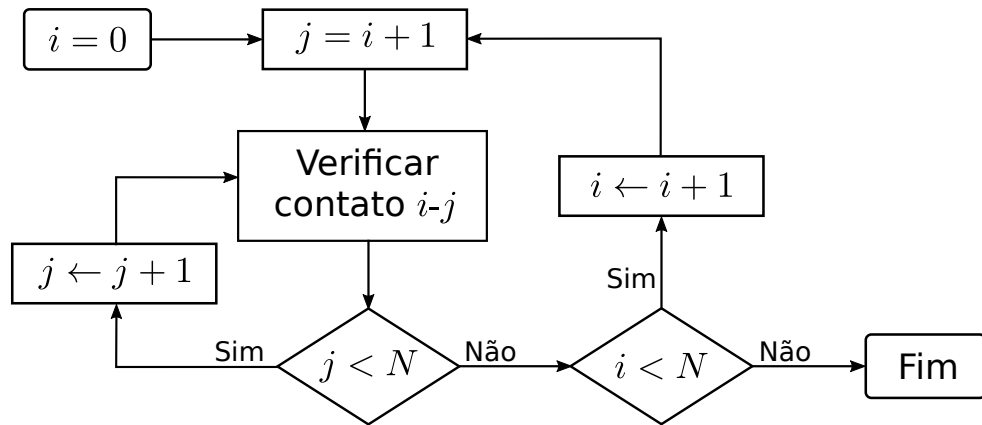 i = 0
j = i + 1
Verificar
contato i-j
i ← i + 1
j ← j + 1
Sim
j < N
Não
Sim
i < N
Não
Fim